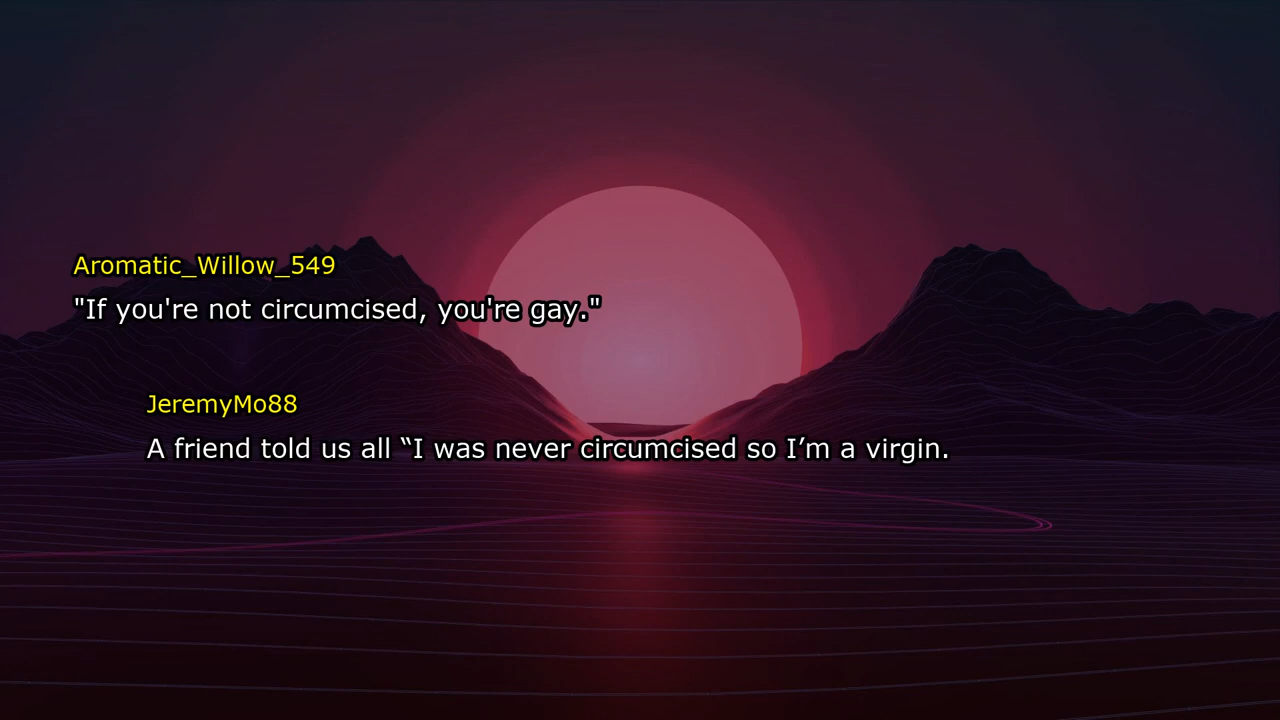 Aromatic_Willow_549
"If you're not circumcised, you're gay."
JeremyMo88
A friend told us all “I was never circumcised so I’m a virgin.